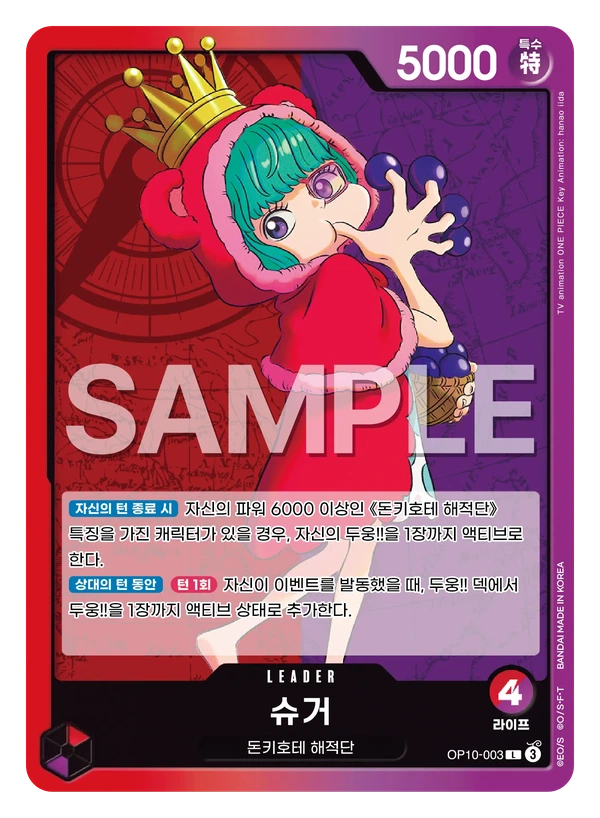 5000
특수
特
TV animation ONE PIECE Key Animation: hanao iida
SAMPLE
자신의 턴 종료 시 자신의 파워 6000 이상인 《돈키호테 해적단》
특징을 가진 캐릭터가 있을 경우, 자신의 두웅!!을 1장까지 액티브로
한다.
상대의 턴 동안 턴 1회 자신이 이벤트를 발동했을 때, 두웅!! 덱에서
두웅!!을 1장까지 액티브 상태로 추가한다.
LEADER
슈거
돈키호테 해적단
4
라이프
OP10-003 L 3
©EO/S ©O/S·F·T BANDAI MADE IN KOREA